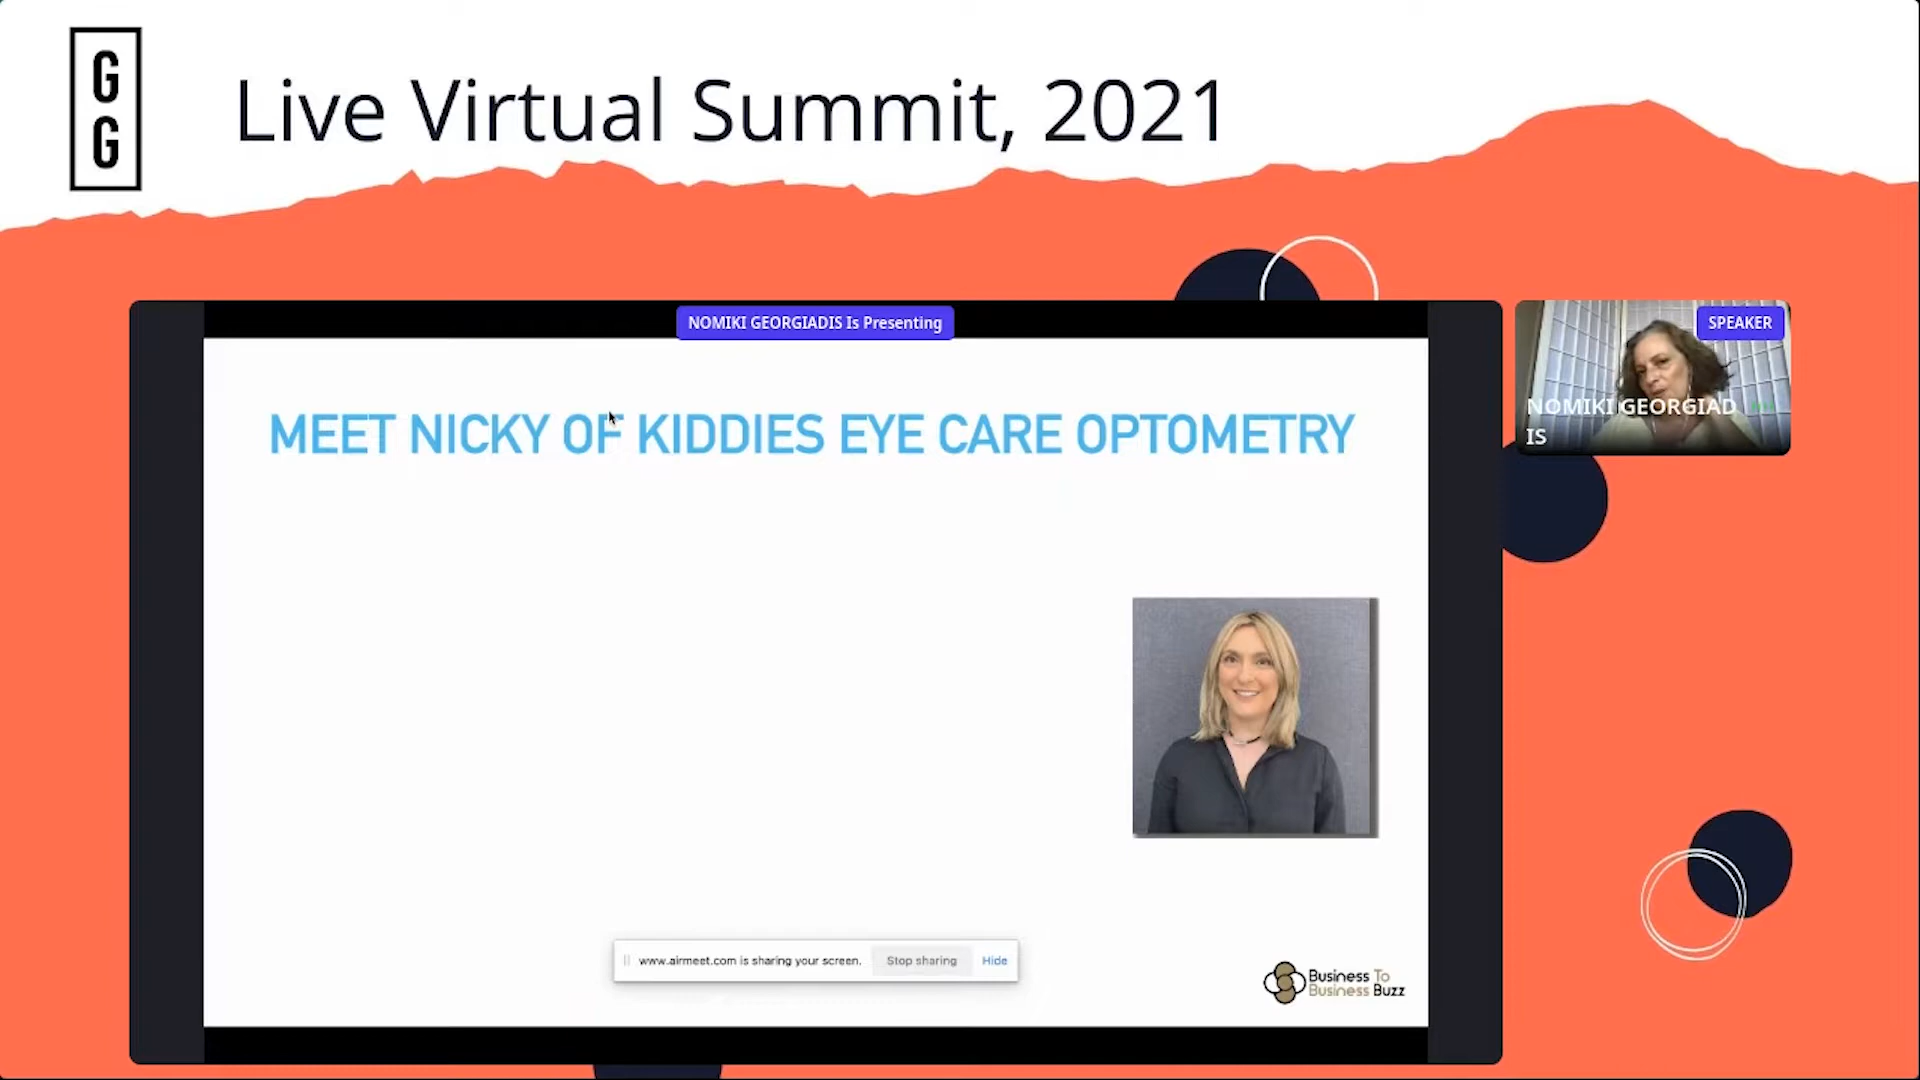 G
G
Live Virtual Summit, 2021
NOMIKI GEORGIADIS Is Presenting
SPEAKER
NOMIKI GEORGIAD
IS
MEET NICKY OF KIDDIES EYE CARE OPTOMETRY
www.airmeet.com is sharing your screen.
Stop sharing
Hide
Business To
Business Buzz